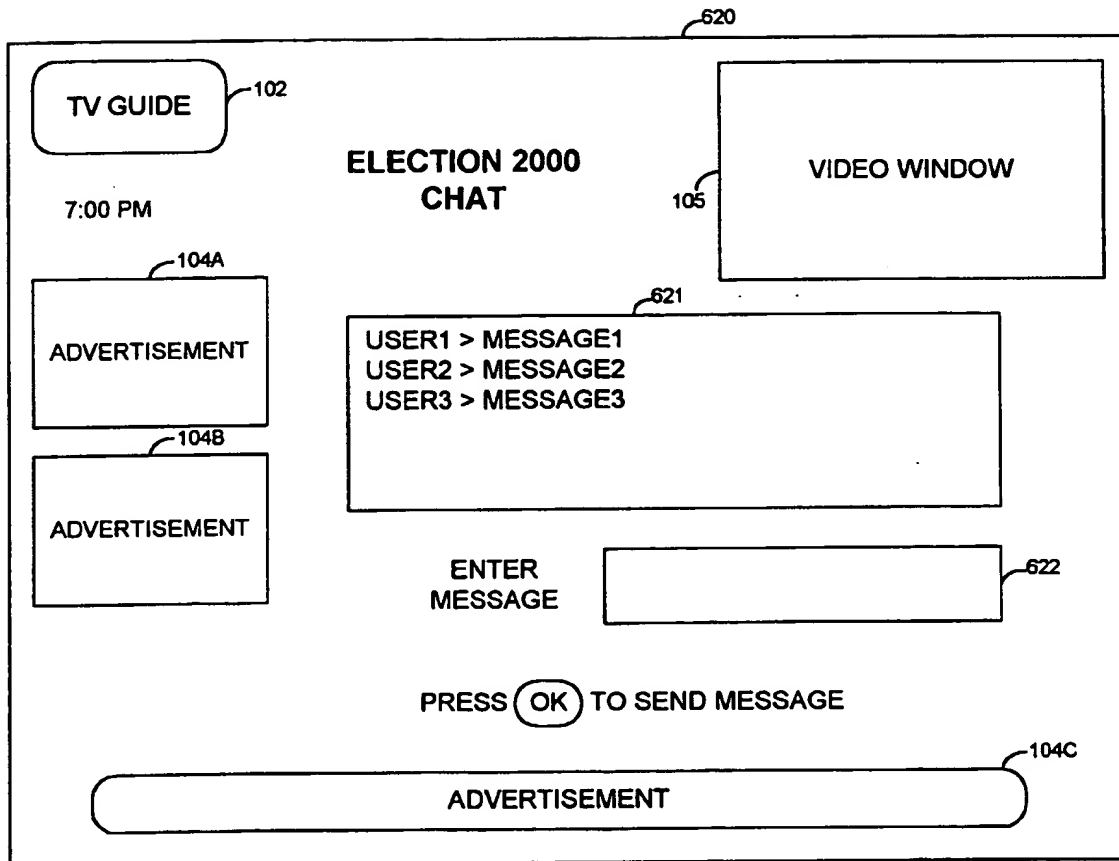 620
TV GUIDE
102
ELECTION 2000
CHAT
VIDEO WINDOW
105
7:00 PM
104A
ADVERTISEMENT
621
USER1 > MESSAGE1
USER2 > MESSAGE2
USER3 > MESSAGE3
104B
ADVERTISEMENT
ENTER
MESSAGE
622
PRESS OK TO SEND MESSAGE
104C
ADVERTISEMENT